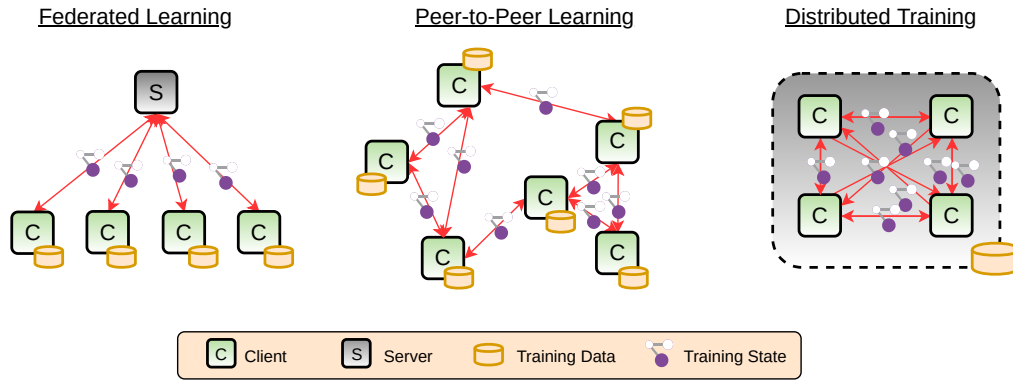 Federated Learning
Peer-to-Peer Learning
Distributed Training
S
C C C C
C
C
C
C
C
C
C C
C C
C Client
S Server
Training Data
Training State